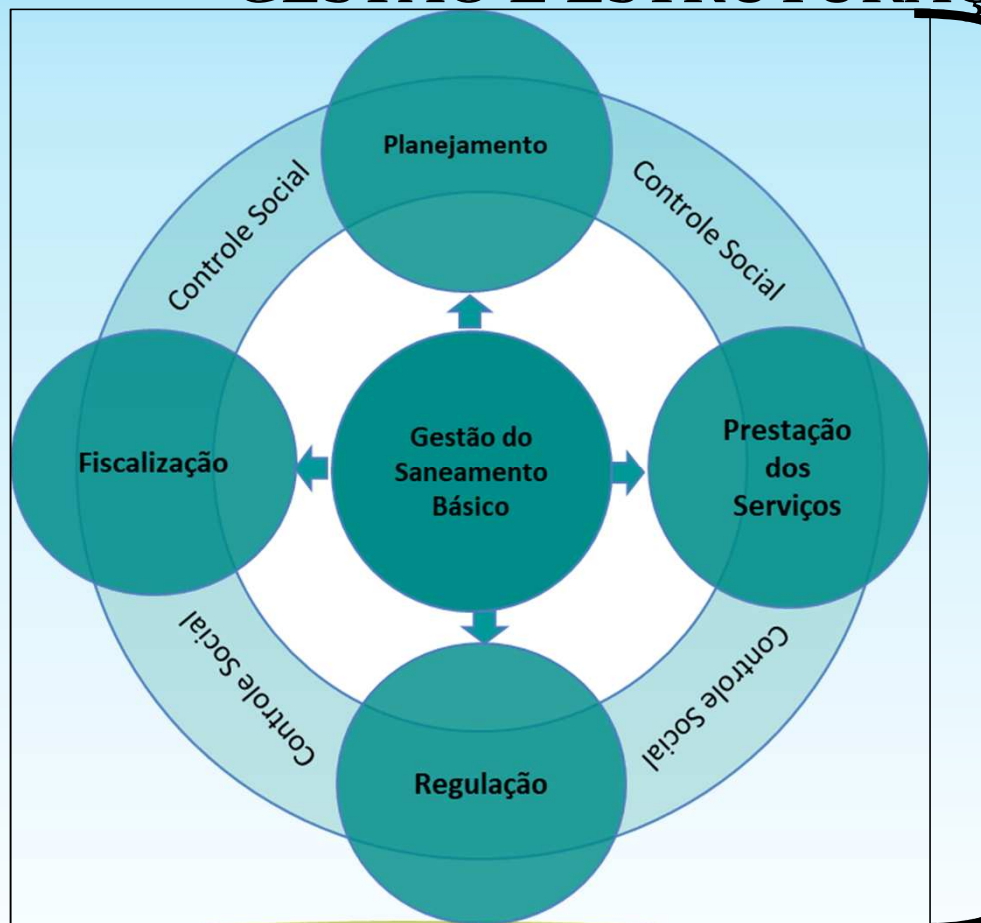 Planejamento
Controle Social
Controle Social
Fiscalização
Gestão do
Saneamento
Básico
Prestação
dos
Serviços
Controle Social
Controle Social
Regulação